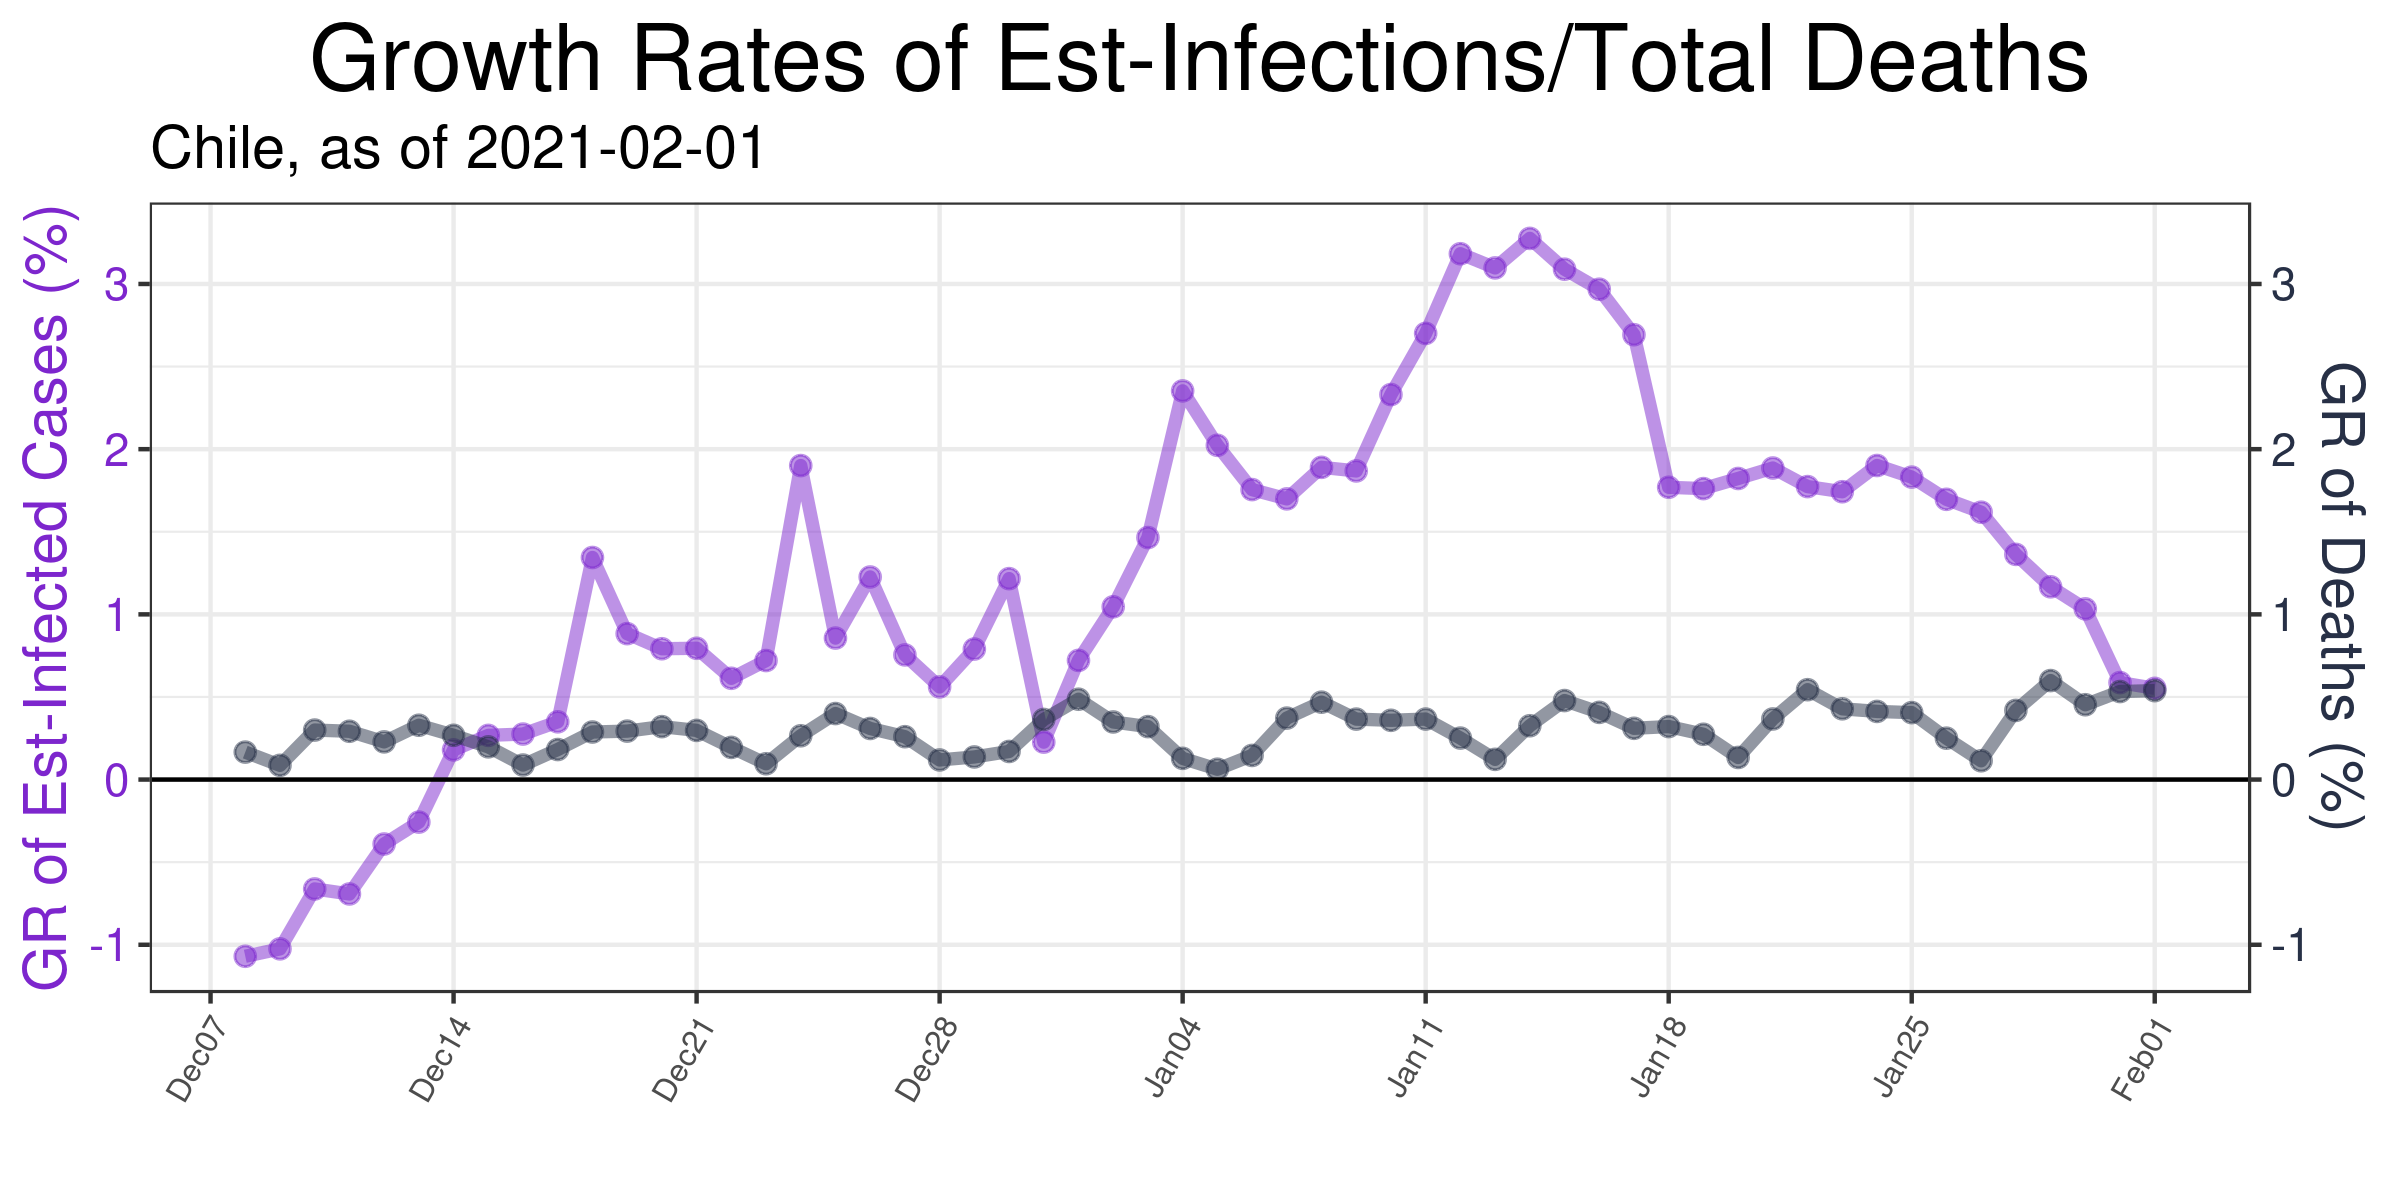 Growth Rates of Est-Infections/Total Deaths
Chile, as of 2021-02-01
GR of Est-Infected Cases (%)
3
2
1
0
-1
3
2
1
0
-1
GR of Deaths (%)
Dec07
Dec14
Dec21
Dec28
Jan04
Jan11
Jan18
Jan25
Feb01